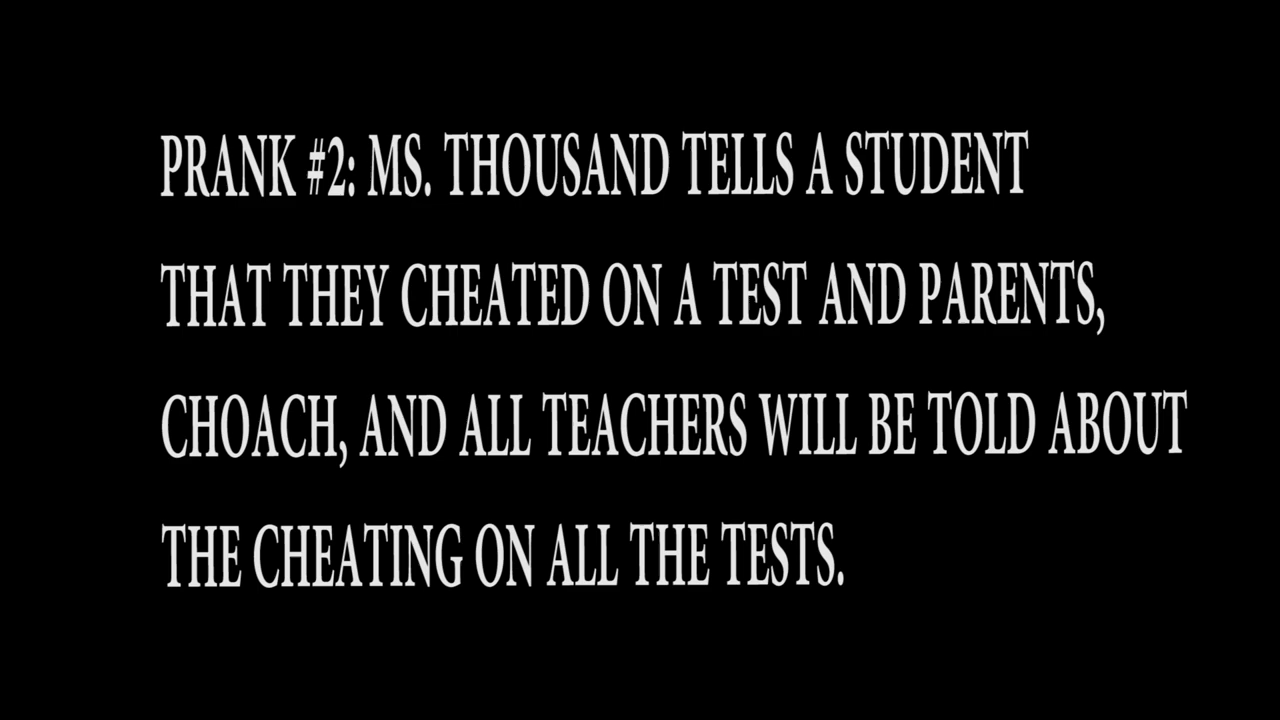 PRANK #2: MS. THOUSAND TELLS A STUDENT
THAT THEY CHEATED ON A TEST AND PARENTS,
CHOACH, AND ALL TEACHERS WILL BE TOLD ABOUT
THE CHEATING ON ALL THE TESTS.